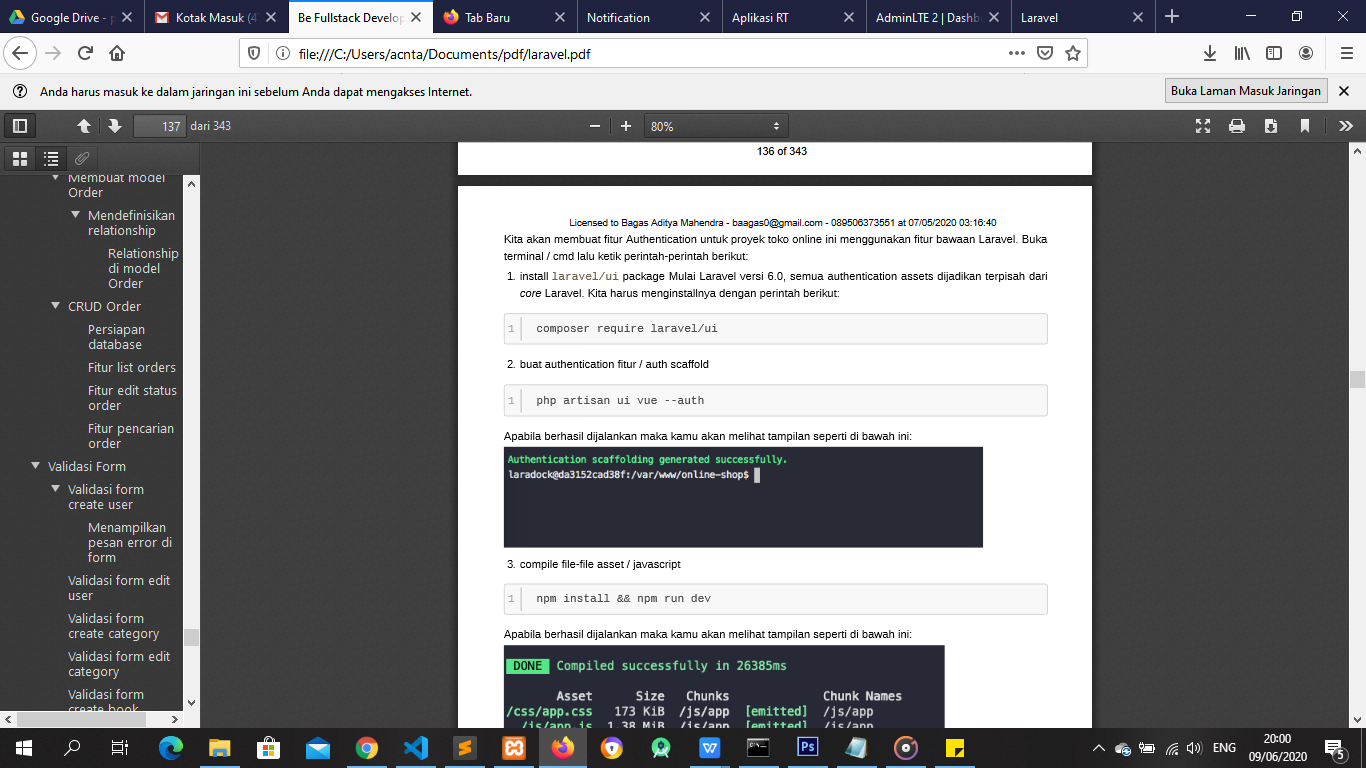 Google Drive - p
Kotak Masuk (4
Be Fullstack Develop
Tab Baru
Notification
Aplikasi RT
AdminLTE 2 | Dashb
Laravel
file:///C:/Users/acnta/Documents/pdf/laravel.pdf
Anda harus masuk ke dalam jaringan ini sebelum Anda dapat mengakses Internet.
Buka Laman Masuk Jaringan
137 dari 343
80%
Membuat model
Order
Mendefinisikan
relationship
Relationship
di model
Order
CRUD Order
Persiapan
database
Fitur list orders
Fitur edit status
order
Fitur pencarian
order
Validasi Form
Validasi form
create user
Menampilkan
pesan error di
form
Validasi form edit
user
Validasi form
create category
Validasi form edit
category
Validasi form
create book
136 of 343
Licensed to Bagas Aditya Mahendra - baagas0@gmail.com - 089506373551 at 07/05/2020 03:16:40
Kita akan membuat fitur Authentication untuk proyek toko online ini menggunakan fitur bawaan Laravel. Buka
terminal / cmd lalu ketik perintah-perintah berikut:
1. install laravel/ui package Mulai Laravel versi 6.0, semua authentication assets dijadikan terpisah dari
core Laravel. Kita harus menginstallnya dengan perintah berikut:
1 composer require laravel/ui
2. buat authentication fitur / auth scaffold
1 php artisan ui vue --auth
Apabila berhasil dijalankan maka kamu akan melihat tampilan seperti di bawah ini:
Authentication scaffolding generated successfully.
laradock@da3152cad38f:/var/www/online-shop$
3. compile file-file asset / javascript
1 npm install && npm run dev
Apabila berhasil dijalankan maka kamu akan melihat tampilan seperti di bawah ini:
DONE Compiled successfully in 26385ms
Asset Size Chunks Chunk Names
/css/app.css 173 KiB /js/app [emitted] /js/app
/js/app.js 1.38 MiB /js/app [emitted] /js/app
ENG
20:00
09/06/2020
5